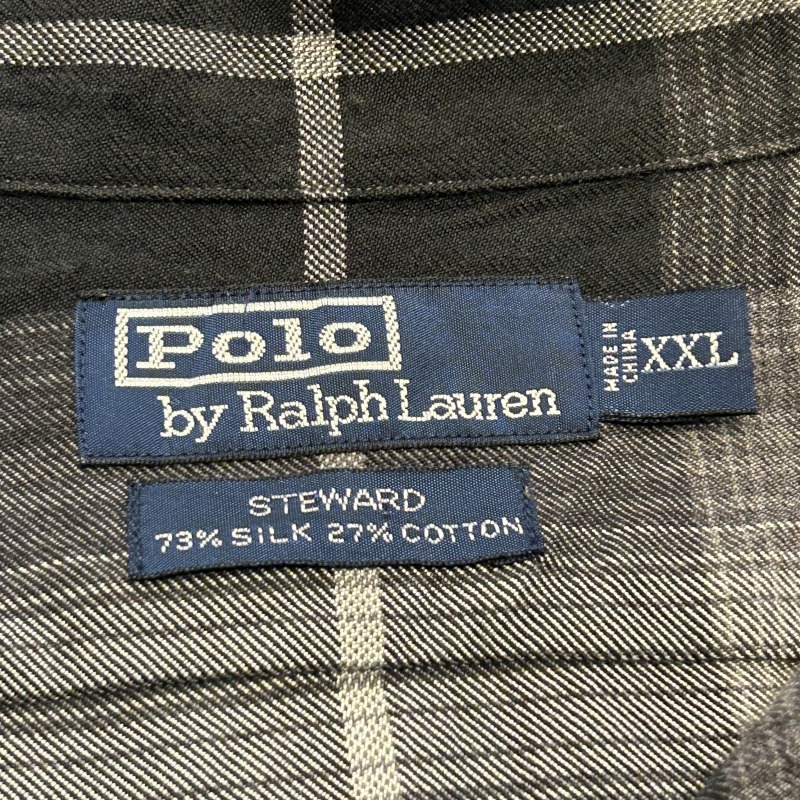 Polo
by Ralph Lauren
MADE IN
CHINA
XXL
STEWARD
73% SILK 27% COTTON